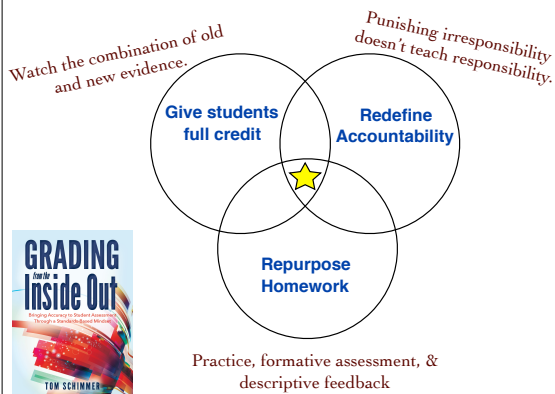 Watch the combination of old
and new evidence.
Punishing irresponsibility
doesn't teach responsibility.
Give students
full credit
Redefine
Accountability
Repurpose
Homework
GRADING
from the
Inside Out
Bringing Accuracy to Student Assessment
Through a Standards-Based Mindset
TOM SCHIMMER
Practice, formative assessment, &
descriptive feedback